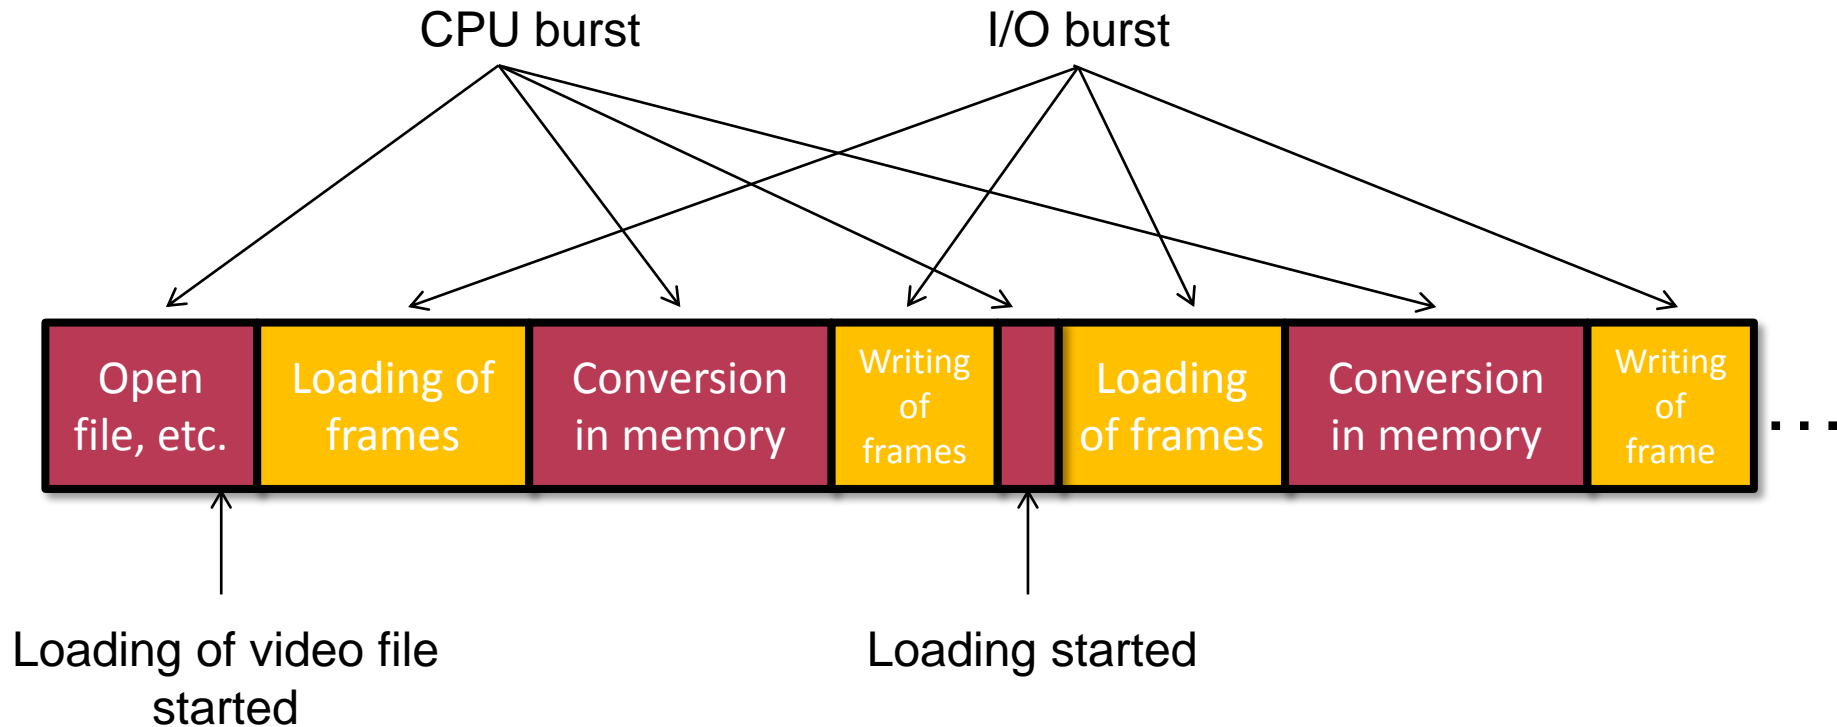 CPU burst
I/O burst
Open
file, etc.
Loading of
frames
Conversion
in memory
Writing
of
frames
Loading
of frames
Conversion
in memory
Writing
of
frame
...
Loading of video file
started
Loading started